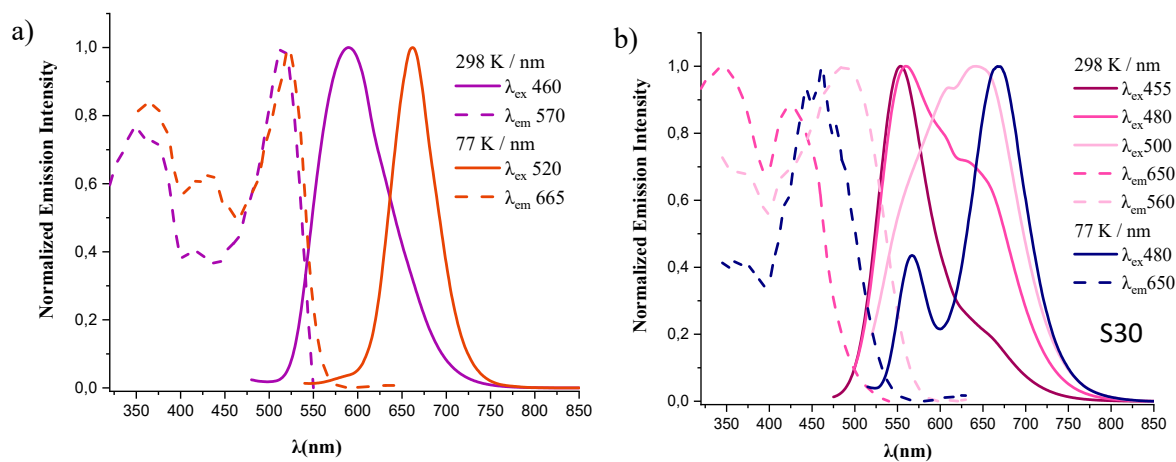 a)
Normalized Emission Intensity
1,0
0,8
0,6
0,4
0,2
0,0
350 400 450 500 550 600 650 700 750 800 850
λ(nm)
298 K / nm
λex 460
λem 570
77 K / nm
λex 520
λem 665
b)
Normalized Emission Intensity
1,0
0,8
0,6
0,4
0,2
0,0
350 400 450 500 550 600 650 700 750 800 850
λ(nm)
298 K / nm
λex455
λex480
λex500
λem650
λem560
77 K / nm
λex480
λem650
S30